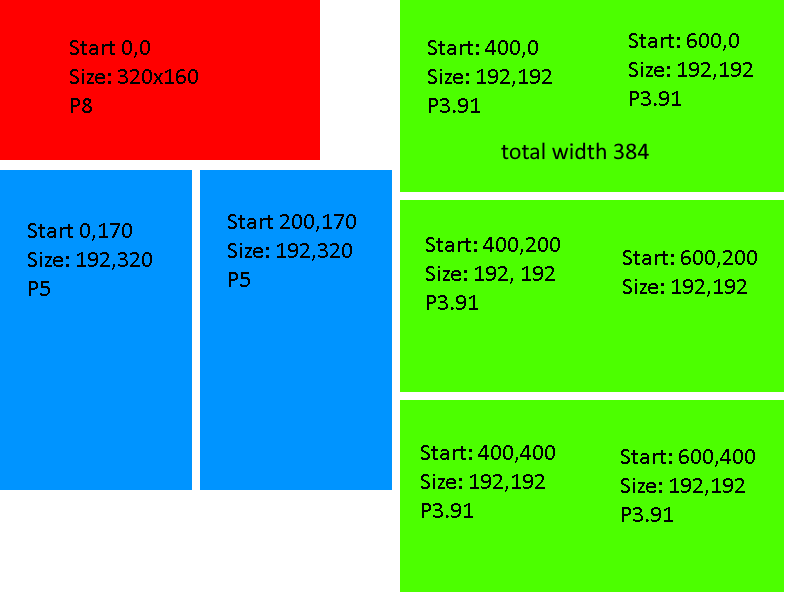 Start 0,0
Size: 320x160
P8
Start: 400,0
Size: 192,192
P3.91
Start: 600,0
Size: 192,192
P3.91
total width 384
Start 0,170
Size: 192,320
P5
Start 200,170
Size: 192,320
P5
Start: 400,200
Size: 192, 192
P3.91
Start: 600,200
Size: 192,192
Start: 400,400
Size: 192,192
P3.91
Start: 600,400
Size: 192,192
P3.91